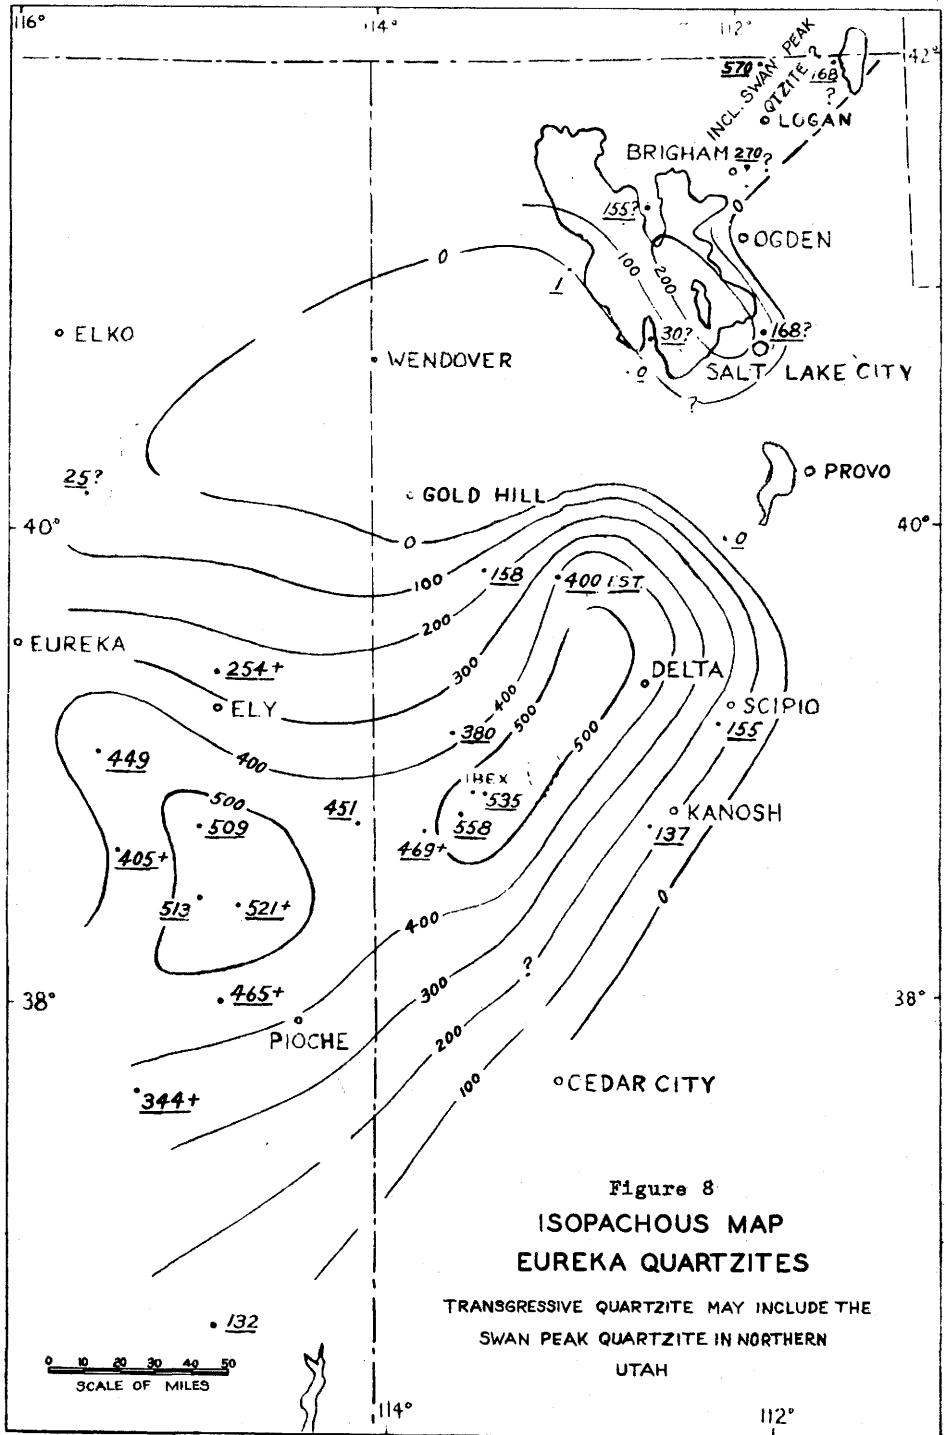 116°
114°
112°
42°
570
168
?
INCL. SWAN PEAK
QTZITE ?
LOGAN
BRIGHAM 270 ?
155?
0
OGDEN
100
200
0
1
ELKO
WENDOVER
30?
168?
0
SALT LAKE CITY
?
25?
PROVO
GOLD HILL
40°
40°
0
0
100
158
400 EST.
200
EUREKA
300
254+
DELTA
400
ELY
500
SCIPIO
380
500
155
449
400
IBEX
500
535
451
KANOSH
509
558
137
469+
405+
0
513
521+
400
?
465+
300
38°
38°
PIOCHE
200
100
CEDAR CITY
344+
Figure 8
ISOPACHOUS MAP
EUREKA QUARTZITES
TRANSGRESSIVE QUARTZITE MAY INCLUDE THE
SWAN PEAK QUARTZITE IN NORTHERN
UTAH
132
0 10 20 30 40 50
SCALE OF MILES
114°
112°